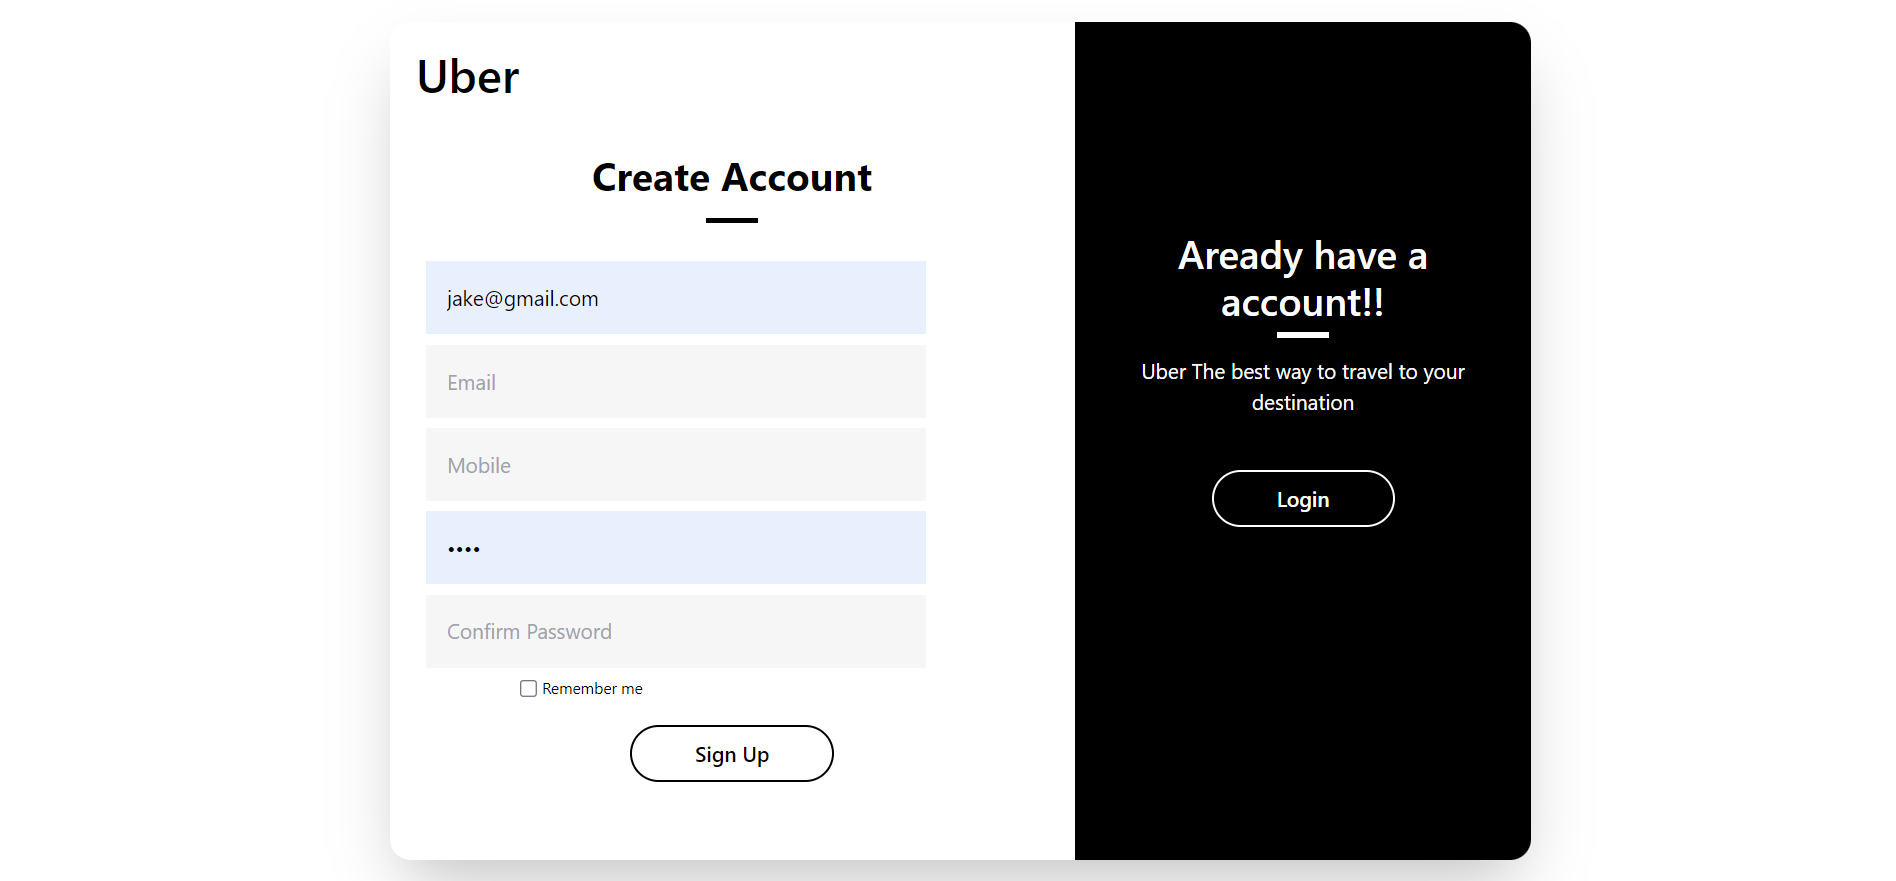 Uber
Create Account
jake@gmail.com
Email
Mobile
••••
Confirm Password
Remember me
Sign Up
Aready have a
account!!
Uber The best way to travel to your
destination
Login